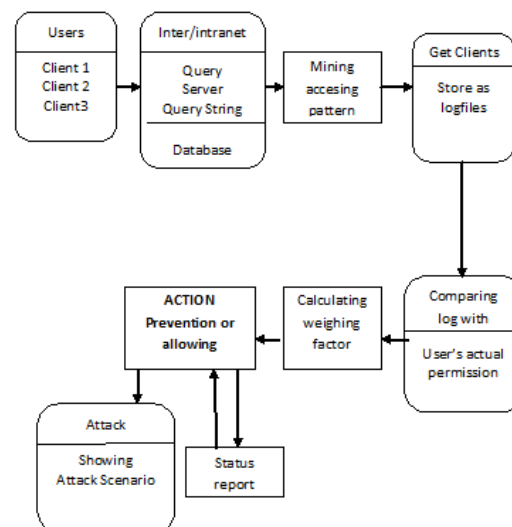 Users
Client 1
Client 2
Client3
Inter/intranet
Query
Server
Query String
Database
Mining
accesing
pattern
Get Clients
Store as
logfiles
Comparing
log with
User's actual
permission
Calculating
weighing
factor
ACTION
Prevention or
allowing
Attack
Showing
Attack Scenario
Status
report